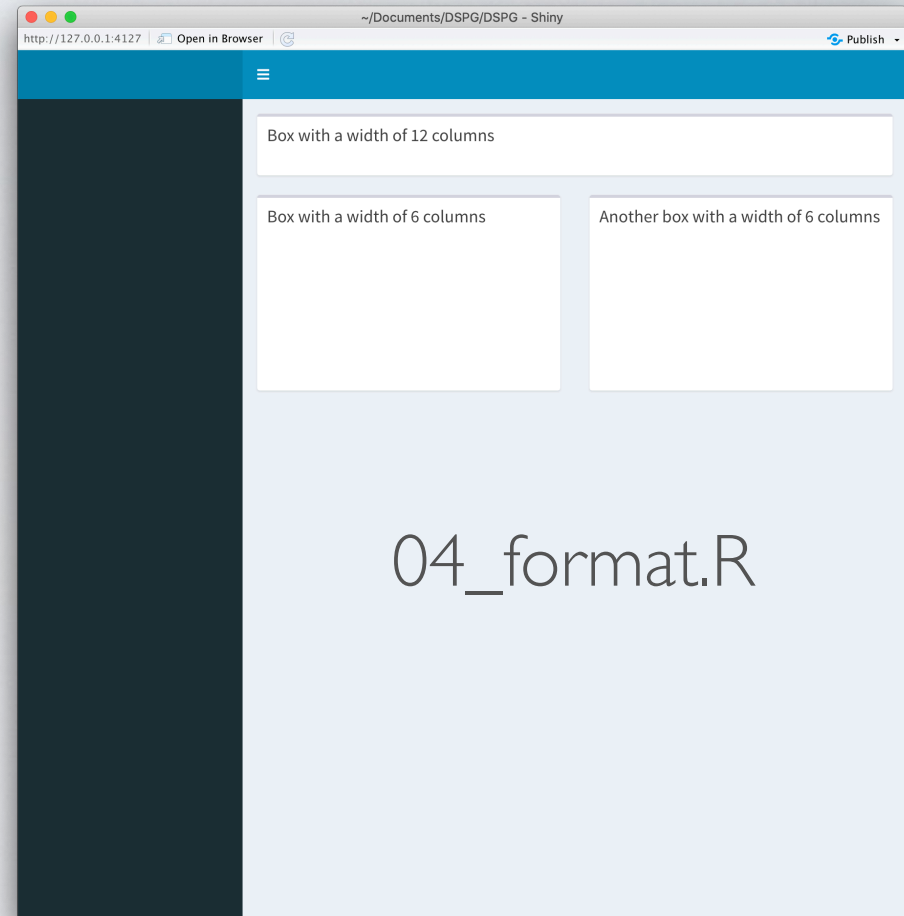 ~/Documents/DSPG/DSPG - Shiny
http://127.0.0.1:4127 Open in Browser Publish
Box with a width of 12 columns
Box with a width of 6 columns Another box with a width of 6 columns
04_format.R